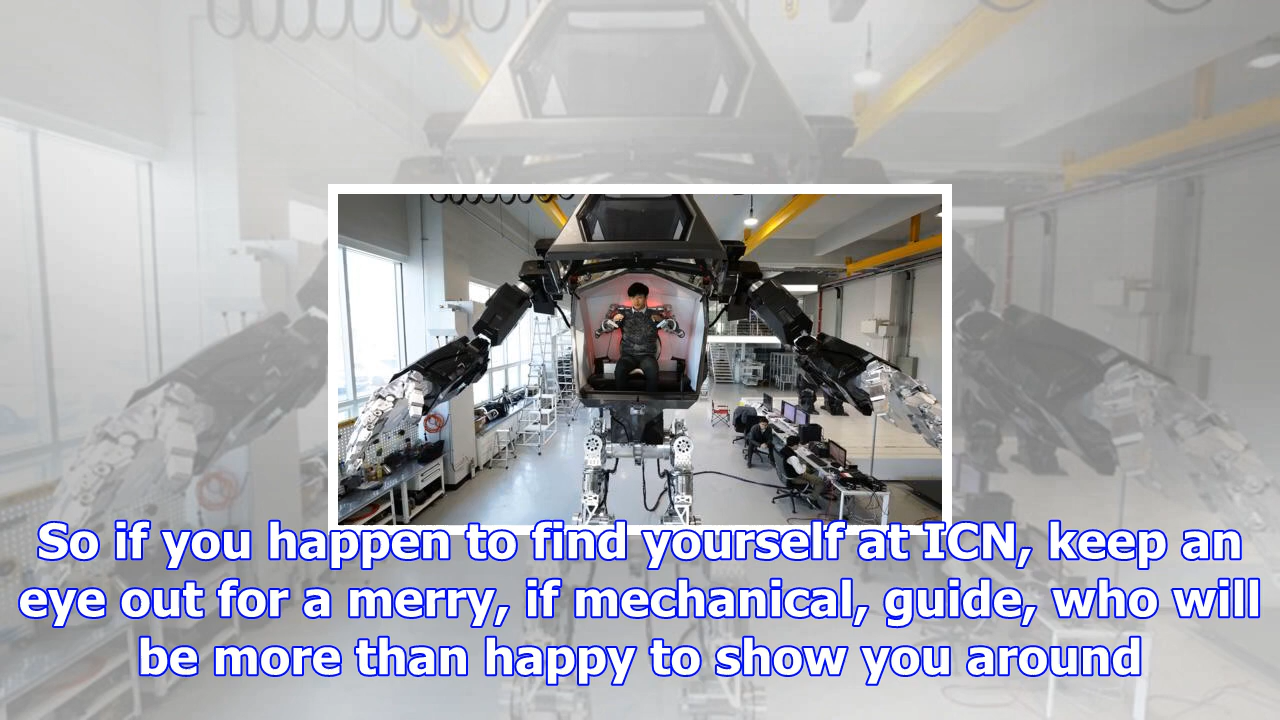 So if you happen to find yourself at ICN, keep an
eye out for a merry, if mechanical, guide, who will
be more than happy to show you around